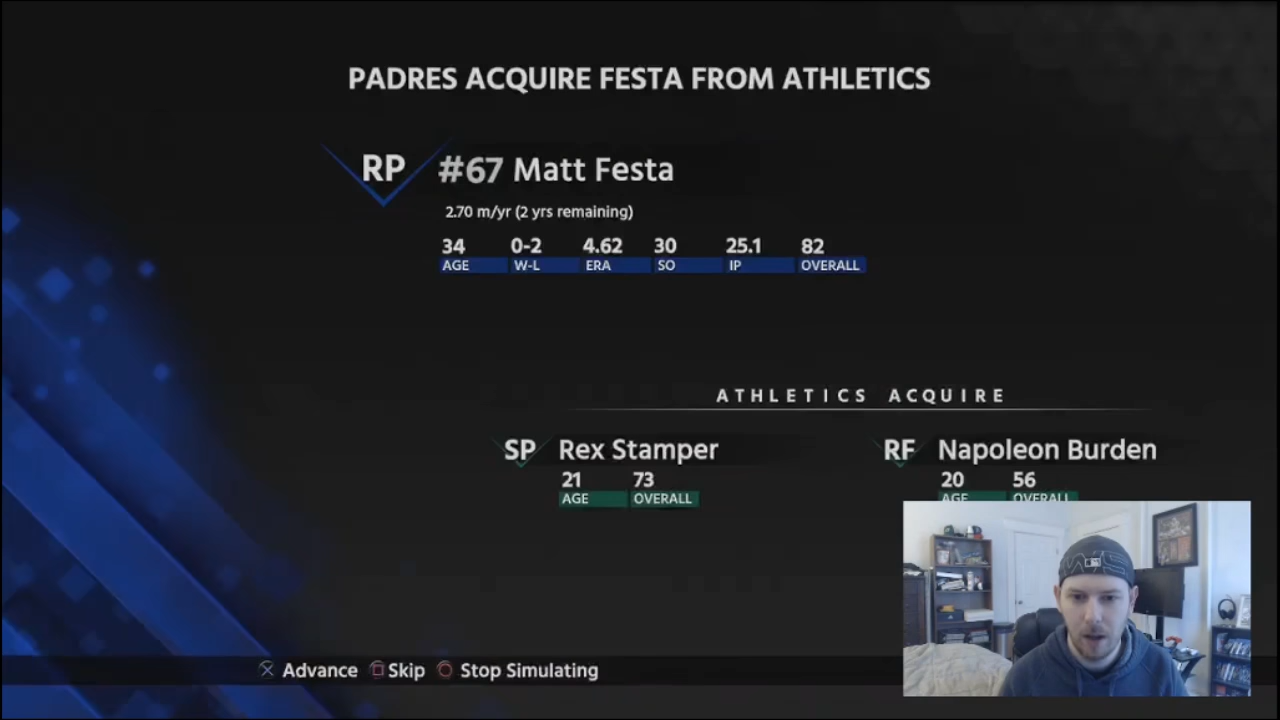 PADRES ACQUIRE FESTA FROM ATHLETICS
RP #67 Matt Festa
2.70 m/yr (2 yrs remaining)
34 0-2 4.62 30 25.1 82
AGE W-L ERA SO IP OVERALL
ATHLETICS ACQUIRE
SP Rex Stamper RF Napoleon Burden
21 73 20 56
AGE OVERALL AGE OVERALL
Advance Skip Stop Simulating